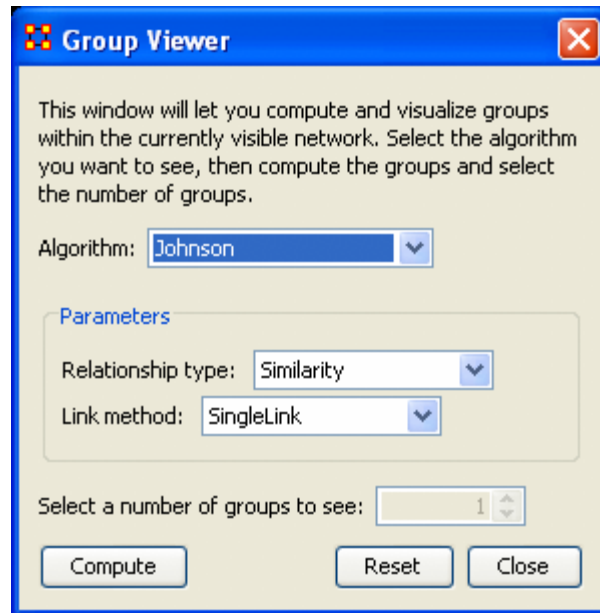 Group Viewer
This window will let you compute and visualize groups
within the currently visible network. Select the algorithm
you want to see, then compute the groups and select
the number of groups.
Algorithm: Johnson
Parameters
Relationship type: Similarity
Link method: SingleLink
Select a number of groups to see: 1
Compute Reset Close